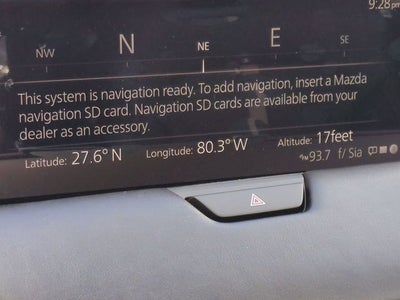 9:28pm
NW N NE E SE
This system is navigation ready. To add navigation, insert a Mazda
navigation SD card. Navigation SD cards are available from your
dealer as an accessory.
Latitude: 27.6° N Longitude: 80.3° W Altitude: 17feet
93.7 f/ Sia